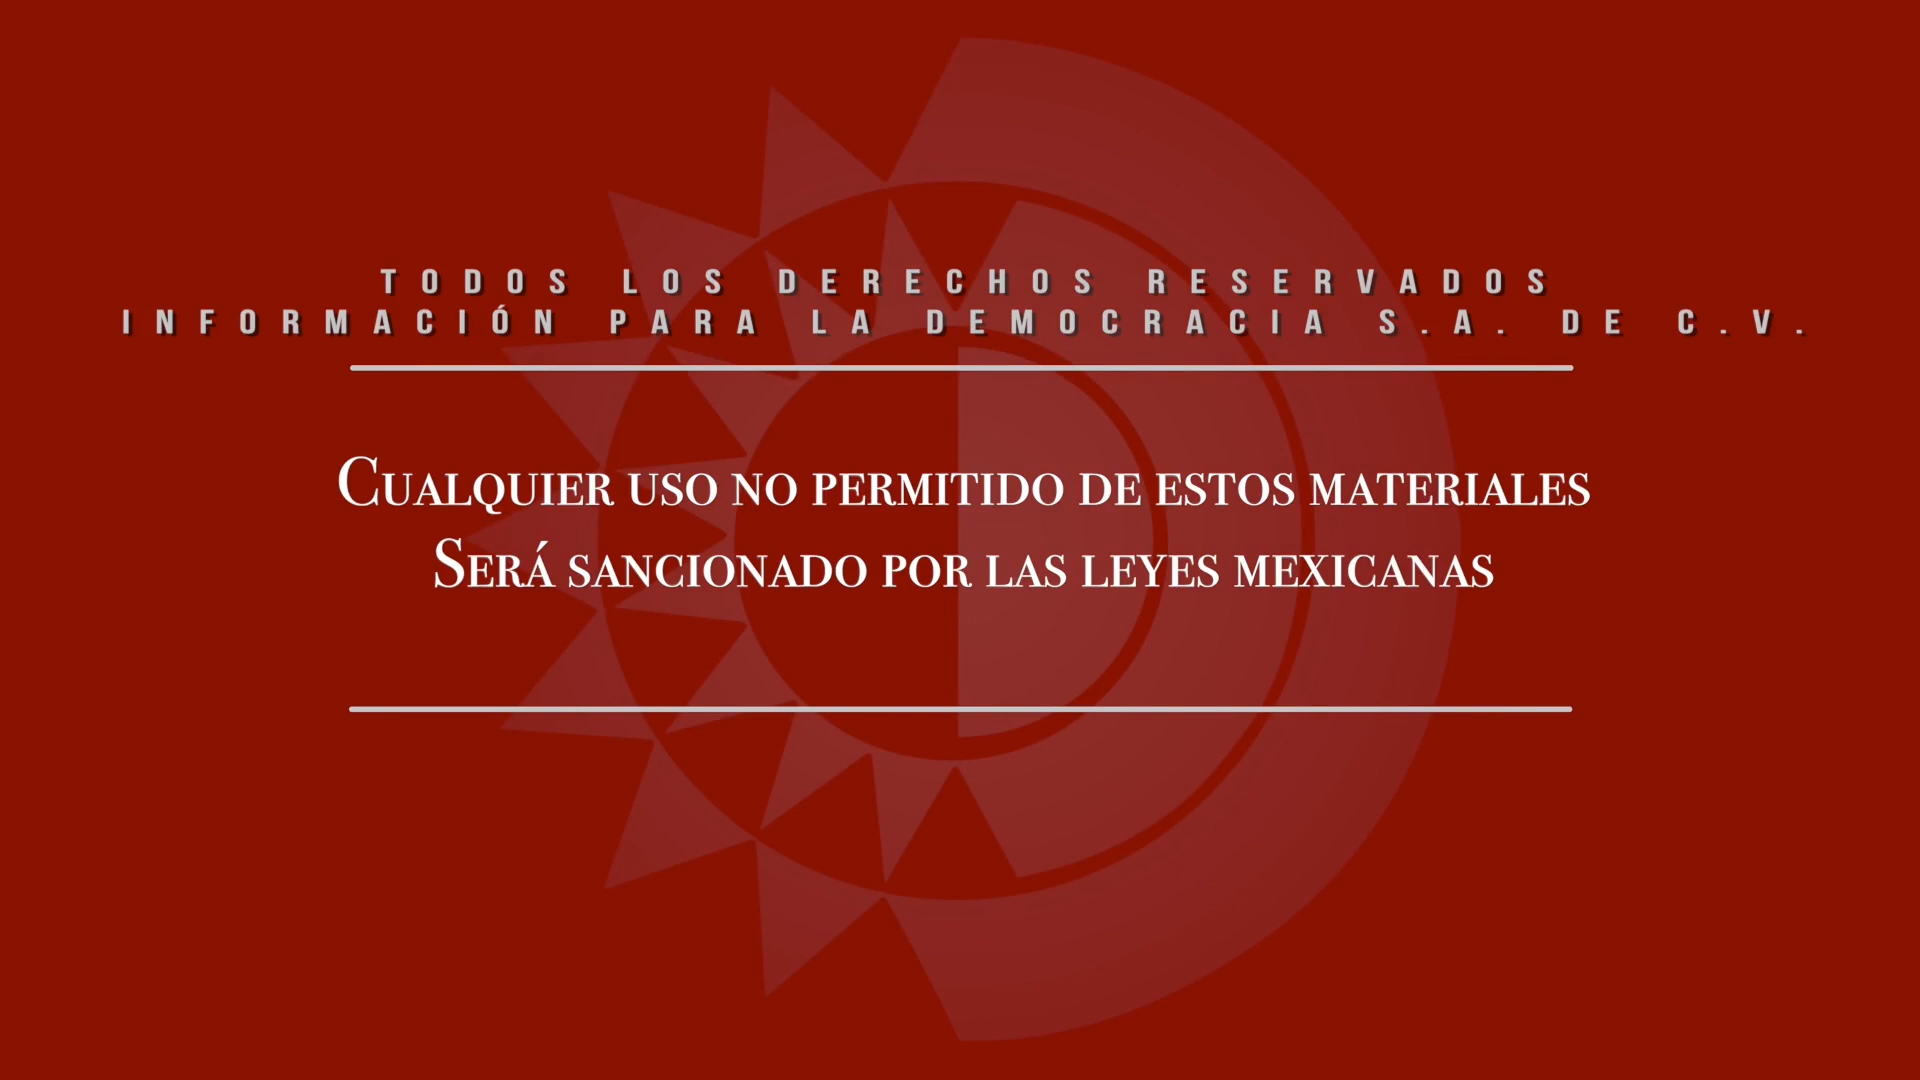 TODOS LOS DERECHOS RESERVADOS
INFORMACIÓN PARA LA DEMOCRACIA S.A. DE C.V.
Cualquier uso no permitido de estos materiales
Será sancionado por las leyes mexicanas